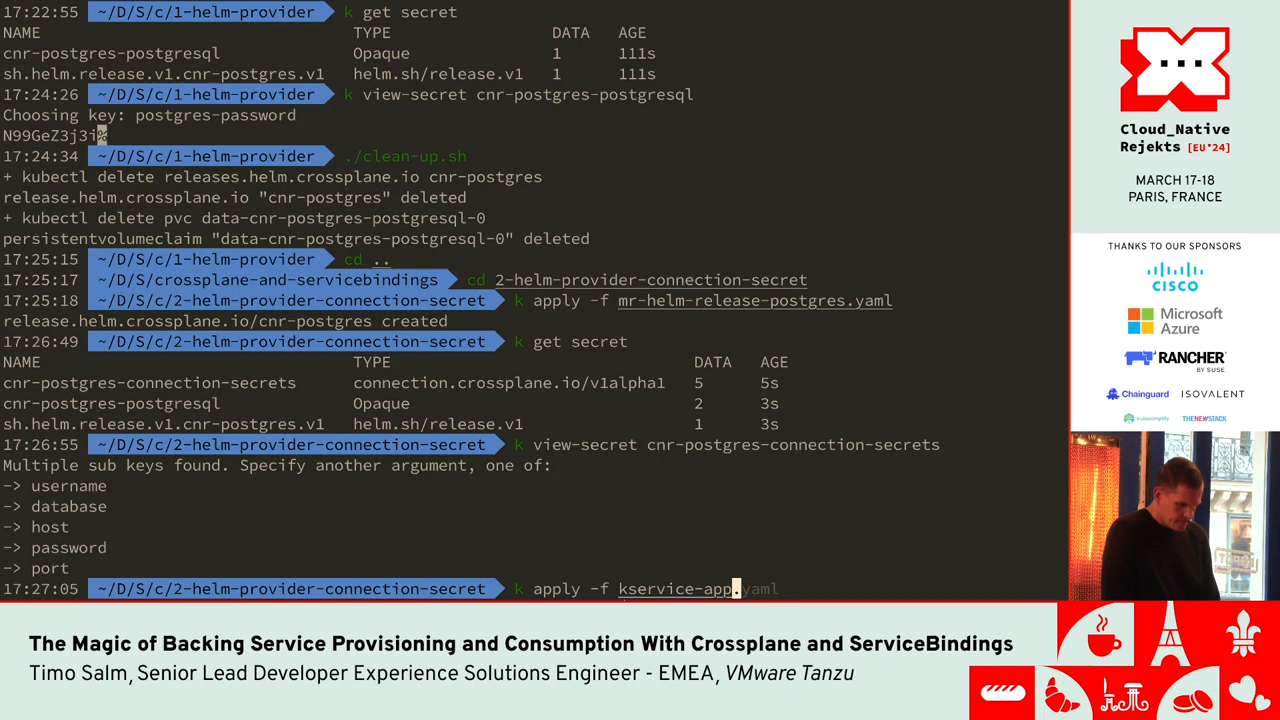 17:22:55 ~/D/S/c/1-helm-provider k get secret
NAME TYPE DATA AGE
cnr-postgres-postgresql Opaque 1 111s
sh.helm.release.v1.cnr-postgres.v1 helm.sh/release.v1 1 111s
17:24:26 ~/D/S/c/1-helm-provider k view-secret cnr-postgres-postgresql
Choosing key: postgres-password
N99GeZ3j3i%
17:24:34 ~/D/S/c/1-helm-provider ./clean-up.sh
+ kubectl delete releases.helm.crossplane.io cnr-postgres
release.helm.crossplane.io "cnr-postgres" deleted
+ kubectl delete pvc data-cnr-postgres-postgresql-0
persistentvolumeclaim "data-cnr-postgres-postgresql-0" deleted
17:25:15 ~/D/S/c/1-helm-provider cd ..
17:25:17 ~/D/S/crossplane-and-servicebindings cd 2-helm-provider-connection-secret
17:25:18 ~/D/S/c/2-helm-provider-connection-secret k apply -f mr-helm-release-postgres.yaml
release.helm.crossplane.io/cnr-postgres created
17:26:49 ~/D/S/c/2-helm-provider-connection-secret k get secret
NAME TYPE DATA AGE
cnr-postgres-connection-secrets connection.crossplane.io/v1alpha1 5 5s
cnr-postgres-postgresql Opaque 2 3s
sh.helm.release.v1.cnr-postgres.v1 helm.sh/release.v1 1 3s
17:26:55 ~/D/S/c/2-helm-provider-connection-secret k view-secret cnr-postgres-connection-secrets
Multiple sub keys found. Specify another argument, one of:
-> username
-> database
-> host
-> password
-> port
17:27:05 ~/D/S/c/2-helm-provider-connection-secret k apply -f kservice-app.yaml
Cloud_Native
Rejekts [EU'24]
MARCH 17-18
PARIS, FRANCE
THANKS TO OUR SPONSORS
CISCO
Microsoft
Azure
RANCHER
BY SUSE
Chainguard ISOVALENT
kubesimplify THENEWSTACK
The Magic of Backing Service Provisioning and Consumption With Crossplane and ServiceBindings
Timo Salm, Senior Lead Developer Experience Solutions Engineer - EMEA, VMware Tanzu